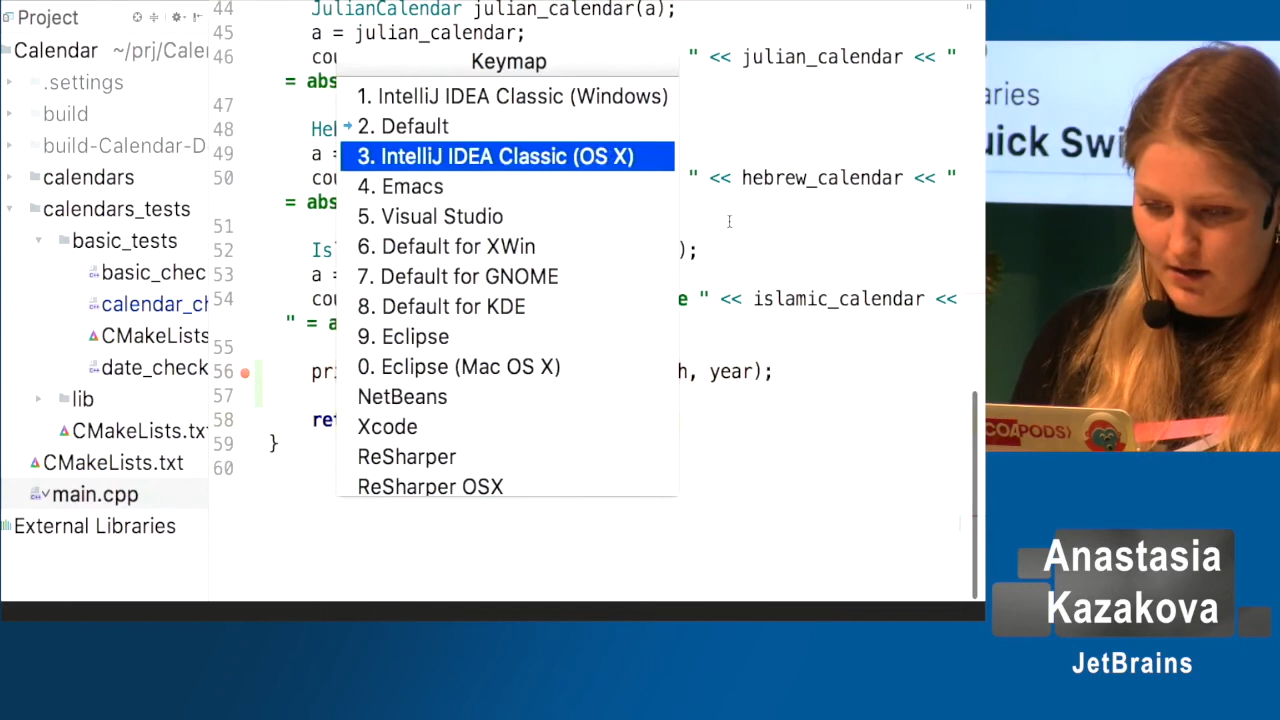 Project
Calendar ~/prj/Caler
.settings
build
build-Calendar-D
calendars
calendars_tests
basic_tests
basic_chec
calendar_ch
CMakeLists
date_check
lib
CMakeLists.tx
CMakeLists.txt
main.cpp
External Libraries
44 JulianCalendar julian_calendar(a);
45 a = julian_calendar;
46 cou " << julian_calendar << "
= abs
47
48 Heb
49 a =
50 cou " << hebrew_calendar << "
= abs
51
52 Isl );
53 a =
54 cou e " << islamic_calendar <<
" = a
55
56 pri h, year);
57
58 ret
59 }
60
Keymap
1. IntelliJ IDEA Classic (Windows)
2. Default
3. IntelliJ IDEA Classic (OS X)
4. Emacs
5. Visual Studio
6. Default for XWin
7. Default for GNOME
8. Default for KDE
9. Eclipse
0. Eclipse (Mac OS X)
NetBeans
Xcode
ReSharper
ReSharper OSX
aries
uick Swi
COAPODS)
Anastasia
Kazakova
JetBrains